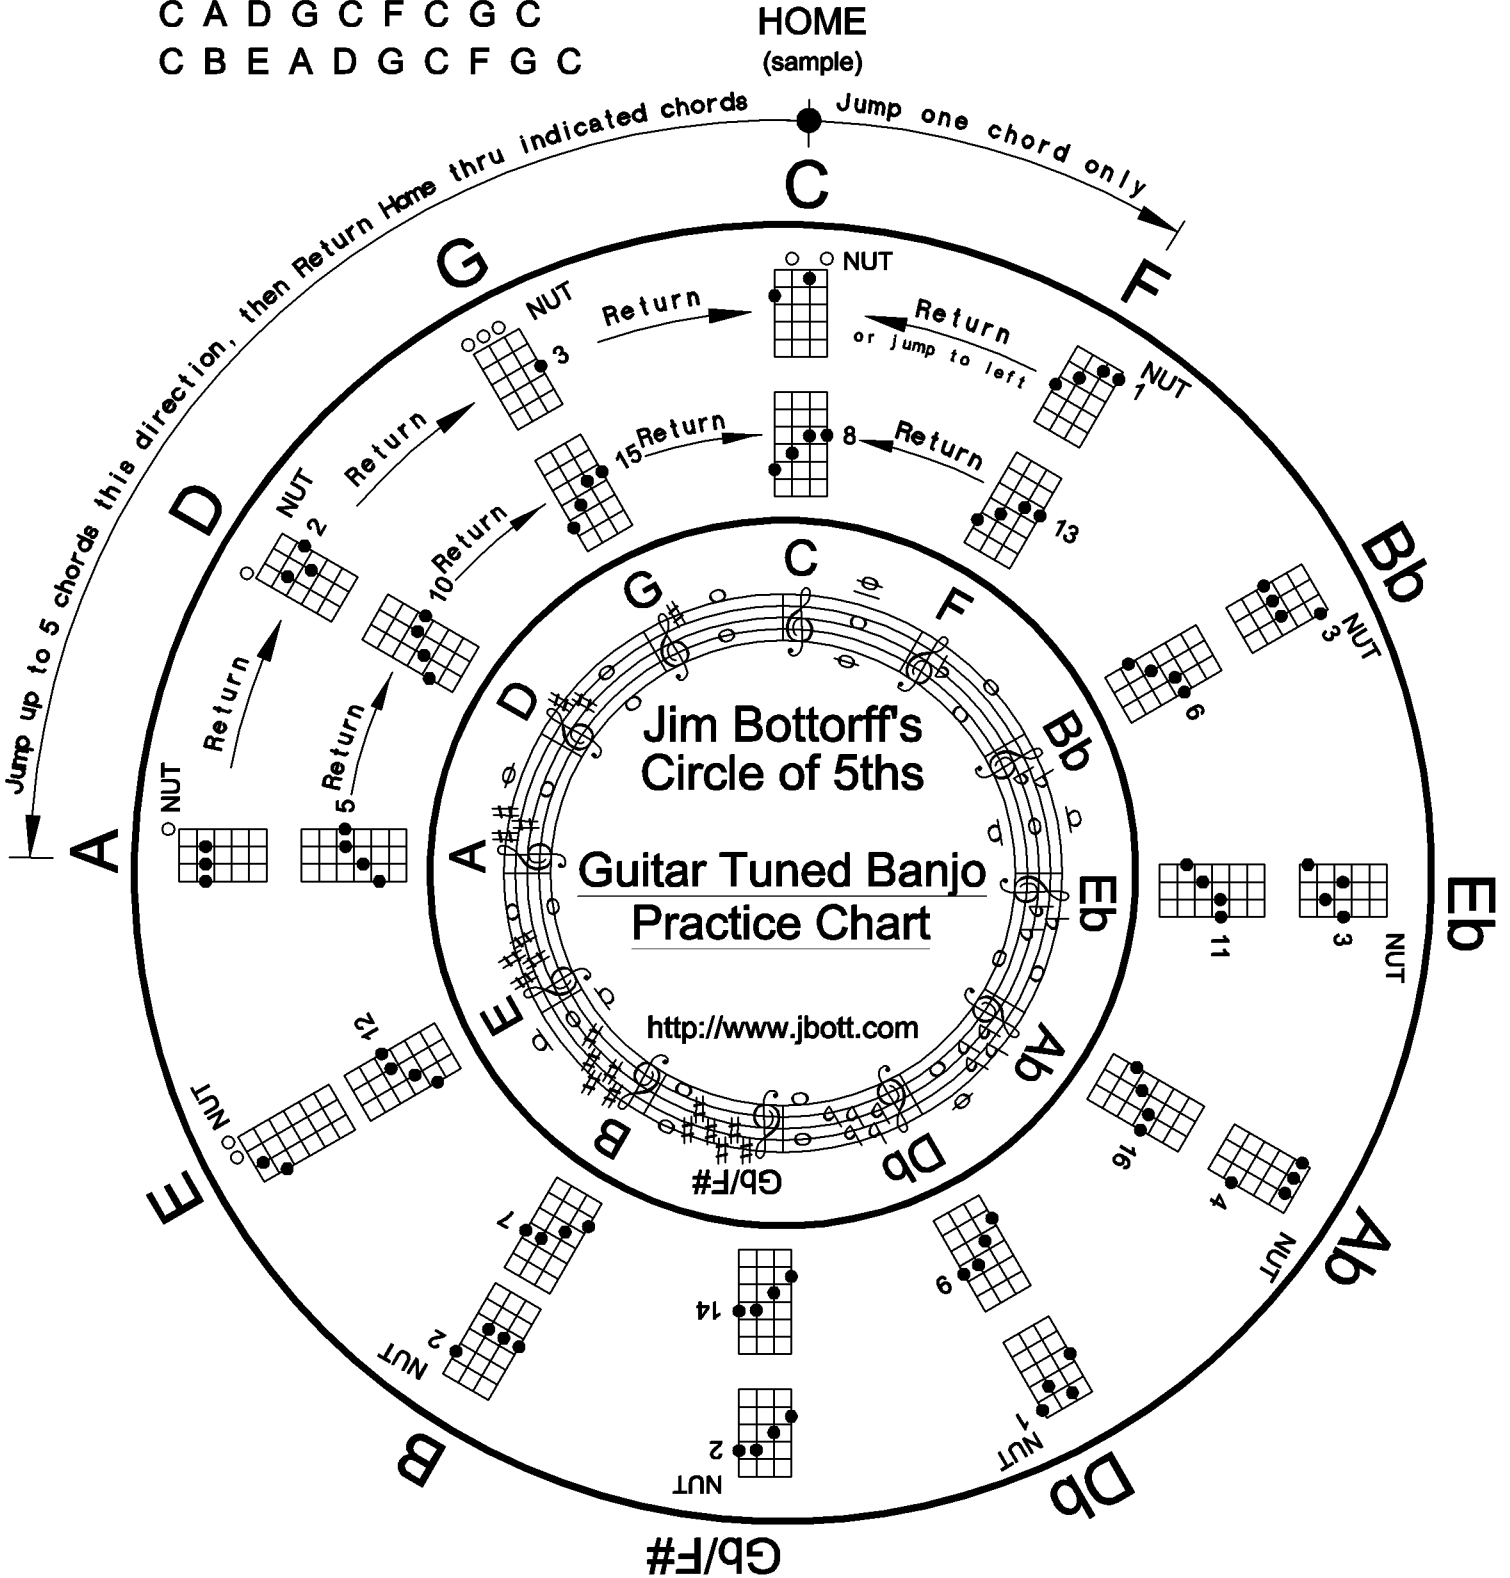 C A D G C F C G C
C B E A D G C F G C
HOME
(sample)
Jump up to 5 chords this direction, then Return Home thru indicated chords
Jump one chord only
C
F
Bb
Eb
Ab
Db
Gb/F#
B
E
A
D
G
NUT
Return
Return
or jump to left
8
Return
Return
NUT
1
13
NUT
3
6
NUT
3
11
NUT
4
16
NUT
1
9
NUT
2
14
NUT
2
7
NUT
12
NUT
5
Return
Return
NUT
2
10
Return
Return
NUT
3
15
C
F
Bb
Eb
Ab
Db
Gb/F#
B
E
A
D
G
Jim Bottorff's
Circle of 5ths
Guitar Tuned Banjo
Practice Chart
http://www.jbott.com